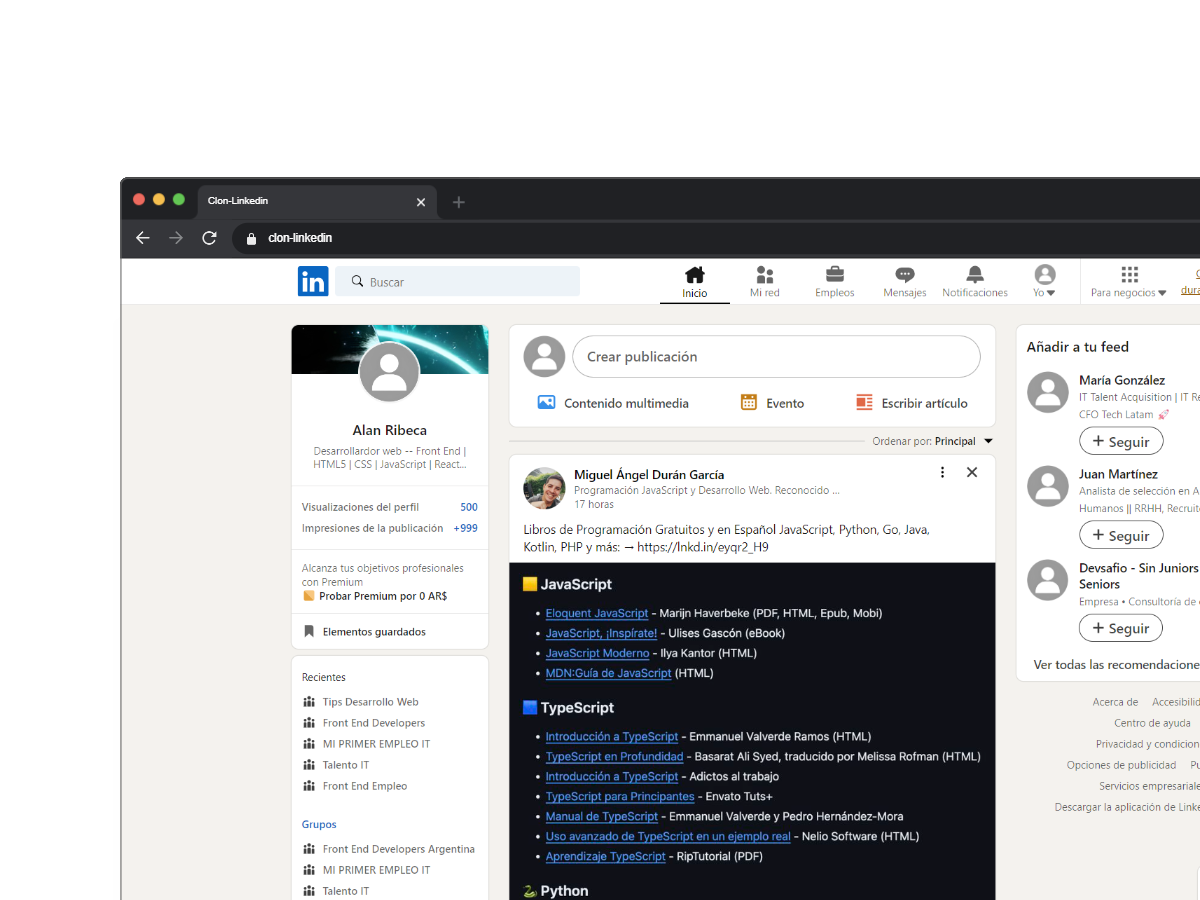 Clon-Linkedin
clon-linkedin
in
Buscar
Inicio
Mi red
Empleos
Mensajes
Notificaciones
Yo
Para negocios
Alan Ribeca
Desarrollardor web -- Front End |
HTML5 | CSS | JavaScript | React...
Visualizaciones del perfil 500
Impresiones de la publicación +999
Alcanza tus objetivos profesionales
con Premium
Probar Premium por 0 AR$
Elementos guardados
Recientes
Tips Desarrollo Web
Front End Developers
MI PRIMER EMPLEO IT
Talento IT
Front End Empleo
Grupos
Front End Developers Argentina
MI PRIMER EMPLEO IT
Talento IT
Crear publicación
Contenido multimedia
Evento
Escribir artículo
Ordenar por: Principal
Miguel Ángel Durán García
Programación JavaScript y Desarrollo Web. Reconocido ...
17 horas
Libros de Programación Gratuitos y en Español JavaScript, Python, Go, Java,
Kotlin, PHP y más: → https://lnkd.in/eyqr2_H9
JavaScript
• Eloquent JavaScript - Marijn Haverbeke (PDF, HTML, Epub, Mobi)
• JavaScript, ¡Inspírate! - Ulises Gascón (eBook)
• JavaScript Moderno - Ilya Kantor (HTML)
• MDN:Guía de JavaScript (HTML)
TypeScript
• Introducción a TypeScript - Emmanuel Valverde Ramos (HTML)
• TypeScript en Profundidad - Basarat Ali Syed, traducido por Melissa Rofman (HTML)
• Introducción a TypeScript - Adictos al trabajo
• TypeScript para Principantes - Envato Tuts+
• Manual de TypeScript - Emmanuel Valverde y Pedro Hernández-Mora
• Uso avanzado de TypeScript en un ejemplo real - Nelio Software (HTML)
• Aprendizaje TypeScript - RipTutorial (PDF)
Python
Añadir a tu feed
María González
IT Talent Acquisition | IT Re
CFO Tech Latam
+ Seguir
Juan Martínez
Analista de selección en A
Humanos || RRHH, Recruite
+ Seguir
Devsafio - Sin Juniors
Seniors
Empresa • Consultoría de
+ Seguir
Ver todas las recomendacione
Acerca de Accesibilid
Centro de ayuda
Privacidad y condicion
Opciones de publicidad Pu
Servicios empresariale
Descargar la aplicación de Linke